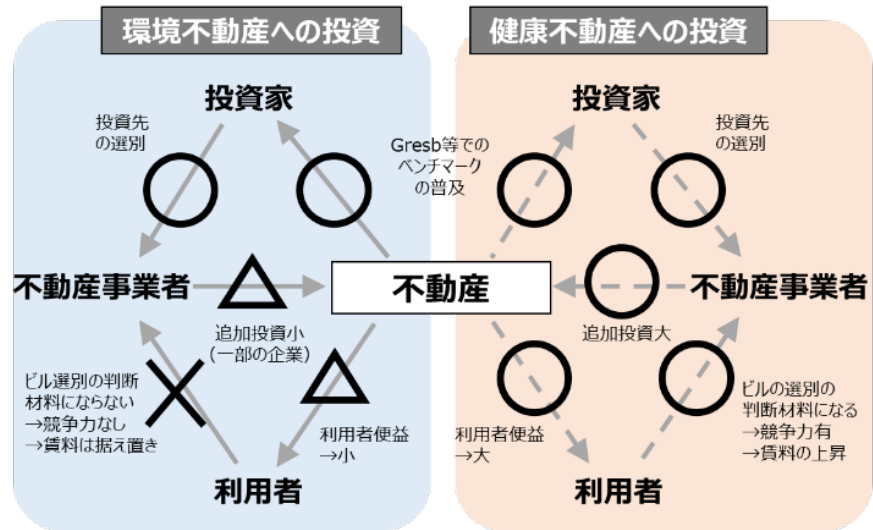 環境不動産への投資
健康不動産への投資
投資家
投資家
投資先
の選別
Gresb等での
ベンチマーク
の普及
投資先
の選別
不動産事業者
不動産
不動産事業者
追加投資小
（一部の企業）
追加投資大
ビル選別の判断
材料にならない
→競争力なし
→賃料は据え置き
利用者便益
→小
利用者便益
→大
ビルの選別の
判断材料になる
→競争力有
→賃料の上昇
利用者
利用者